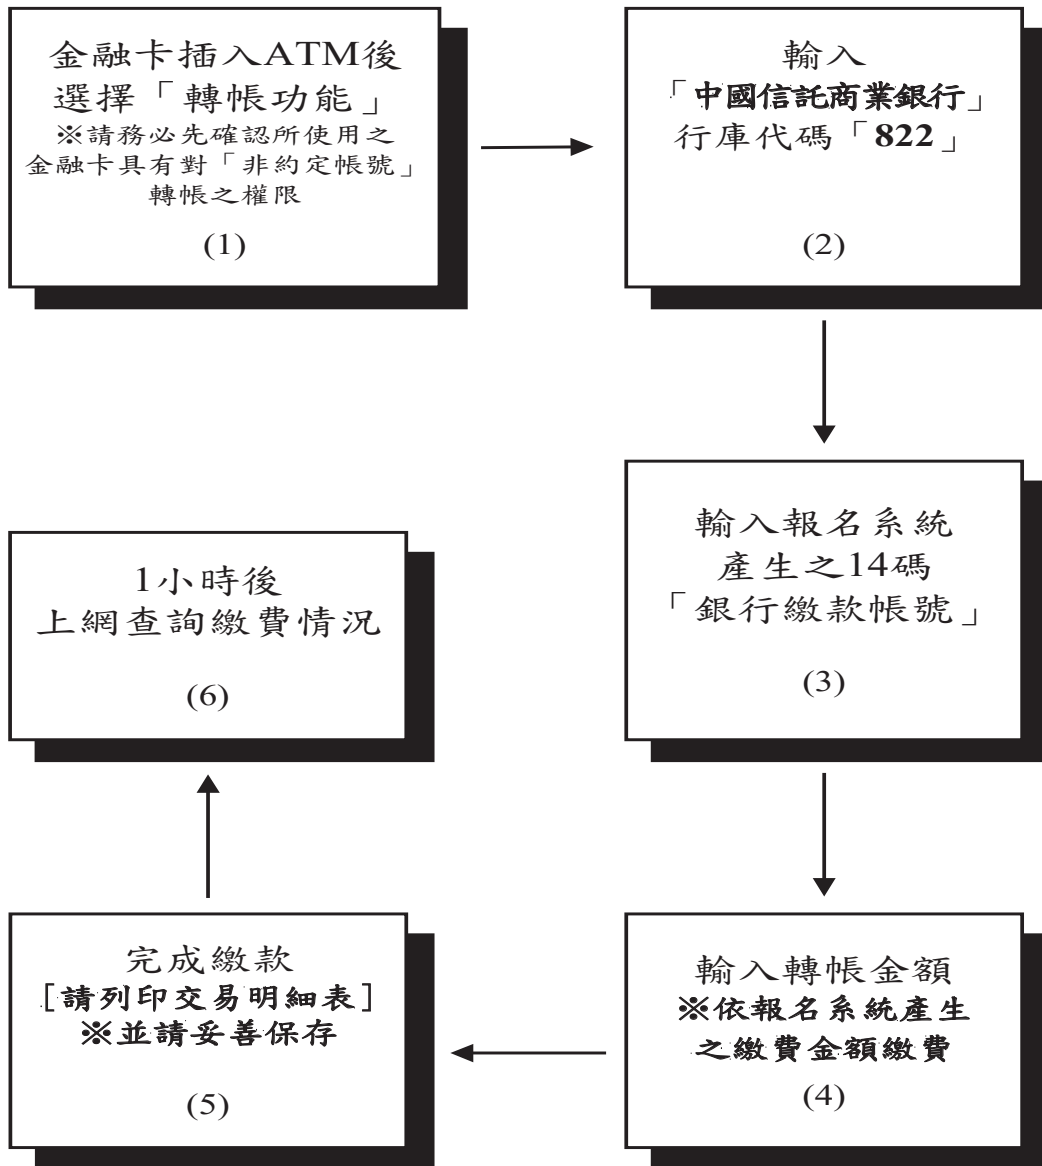 金融卡插入ATM後
選擇「轉帳功能」
※請務必先確認所使用之
金融卡具有對「非約定帳號」
轉帳之權限
(1)
輸入
「中國信託商業銀行」
行庫代碼「822」
(2)
輸入報名系統
產生之14碼
「銀行繳款帳號」
(3)
輸入轉帳金額
※依報名系統產生
之繳費金額繳費
(4)
完成繳款
[請列印交易明細表]
※並請妥善保存
(5)
1小時後
上網查詢繳費情況
(6)